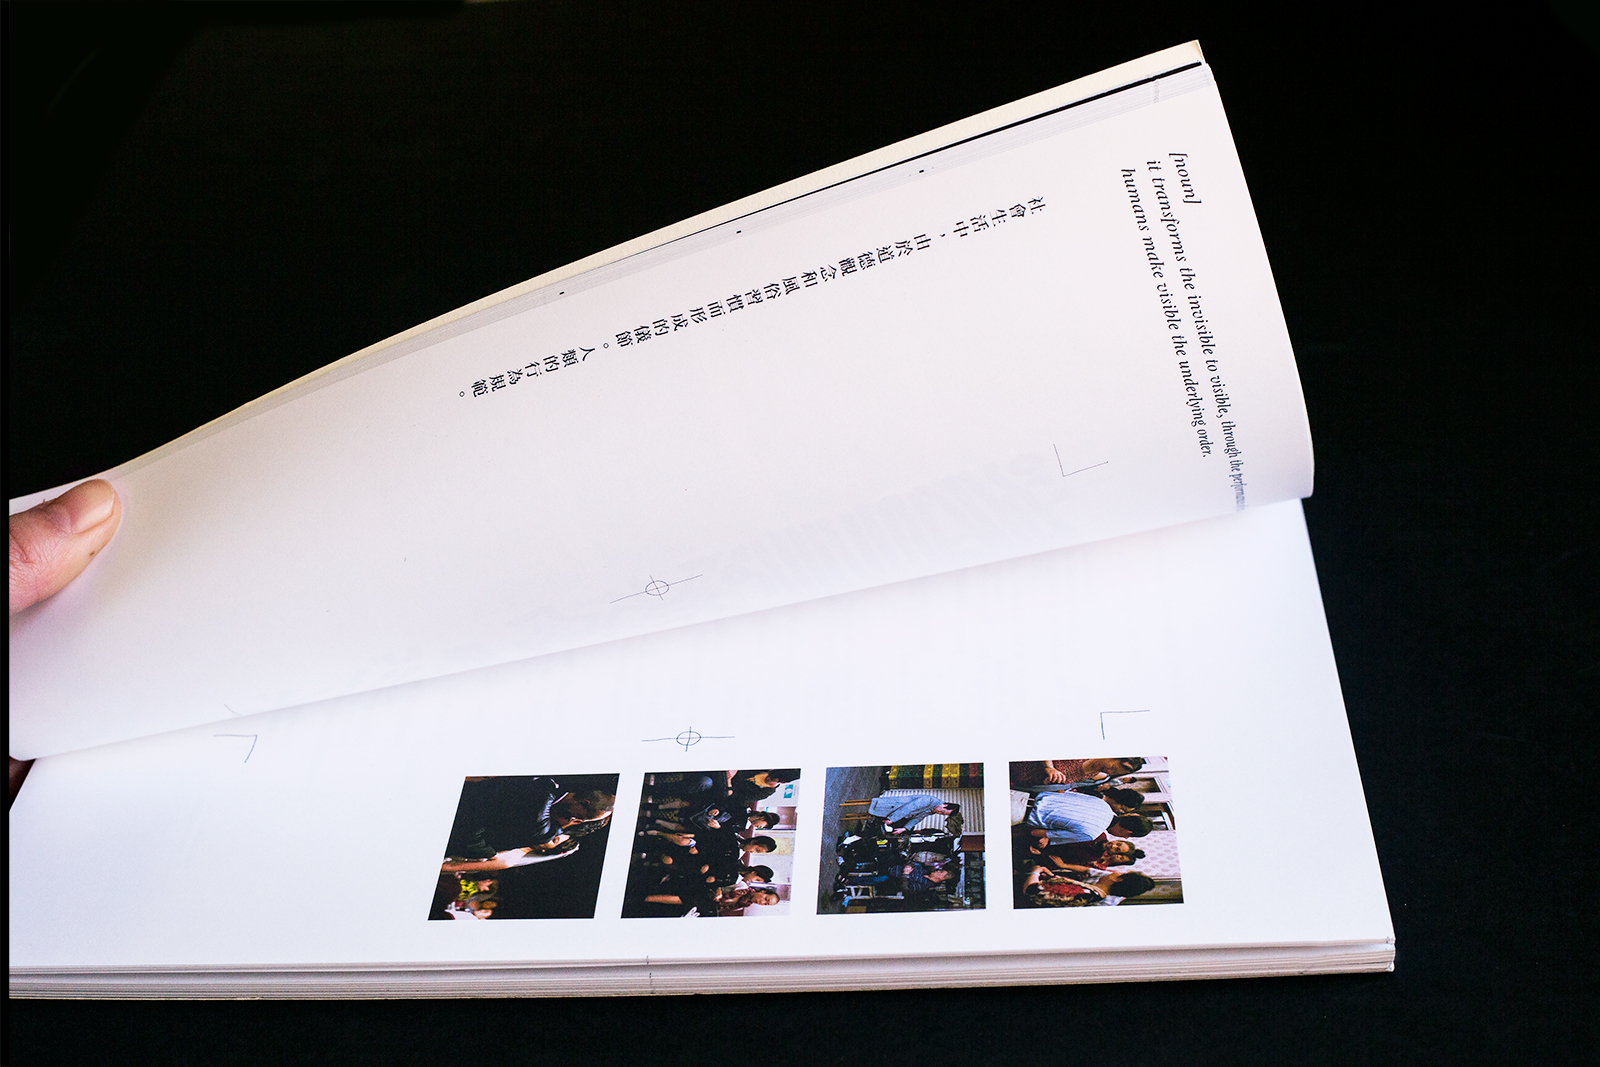 [noun]
it transforms the invisible to visible, through the
humans make visible the underlying order.
社會生活中，由於道德觀念和風俗習慣而形成的儀節。人類的行為規範。